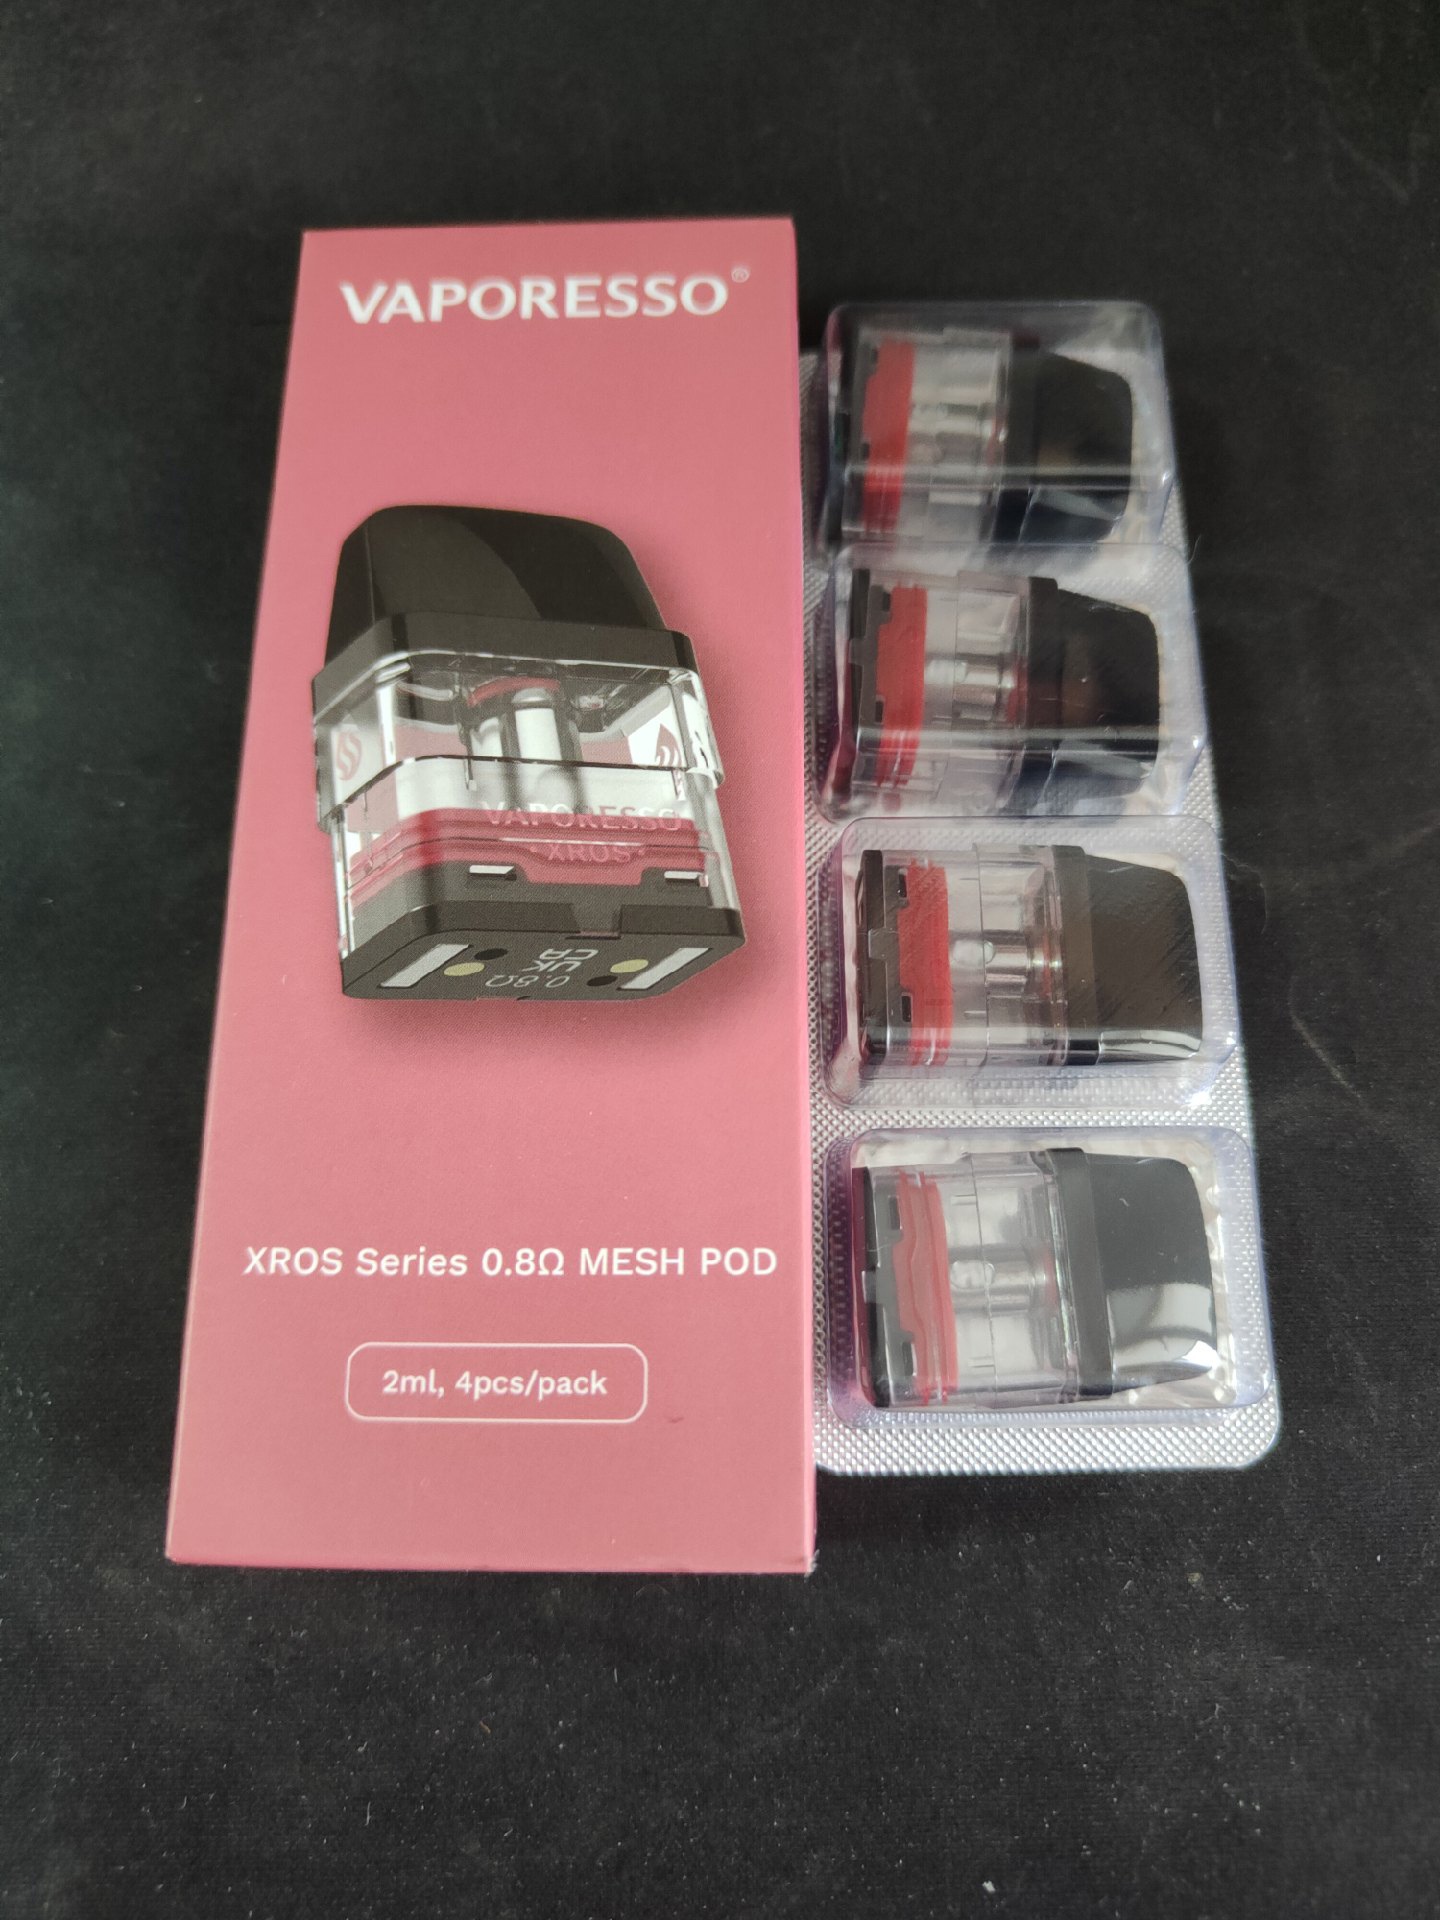 VAPORESSO®
VAPORESSO
XROS
UK
CA
0.8Ω
XROS Series 0.8Ω MESH POD
2ml, 4pcs/pack